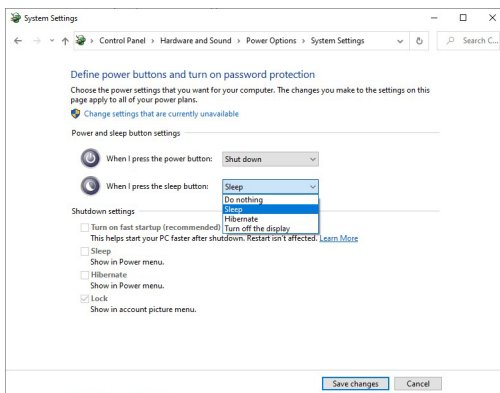 System Settings
Control Panel > Hardware and Sound > Power Options > System Settings
Search C...
Define power buttons and turn on password protection
Choose the power settings that you want for your computer. The changes you make to the settings on this
page apply to all of your power plans.
Change settings that are currently unavailable
Power and sleep button settings
When I press the power button: Shut down
When I press the sleep button: Sleep
Do nothing
Sleep
Hibernate
Turn off the display
Shutdown settings
Turn on fast startup (recommended)
This helps start your PC faster after shutdown. Restart isn't affected. Learn More
Sleep
Show in Power menu.
Hibernate
Show in Power menu.
Lock
Show in account picture menu.
Save changes Cancel